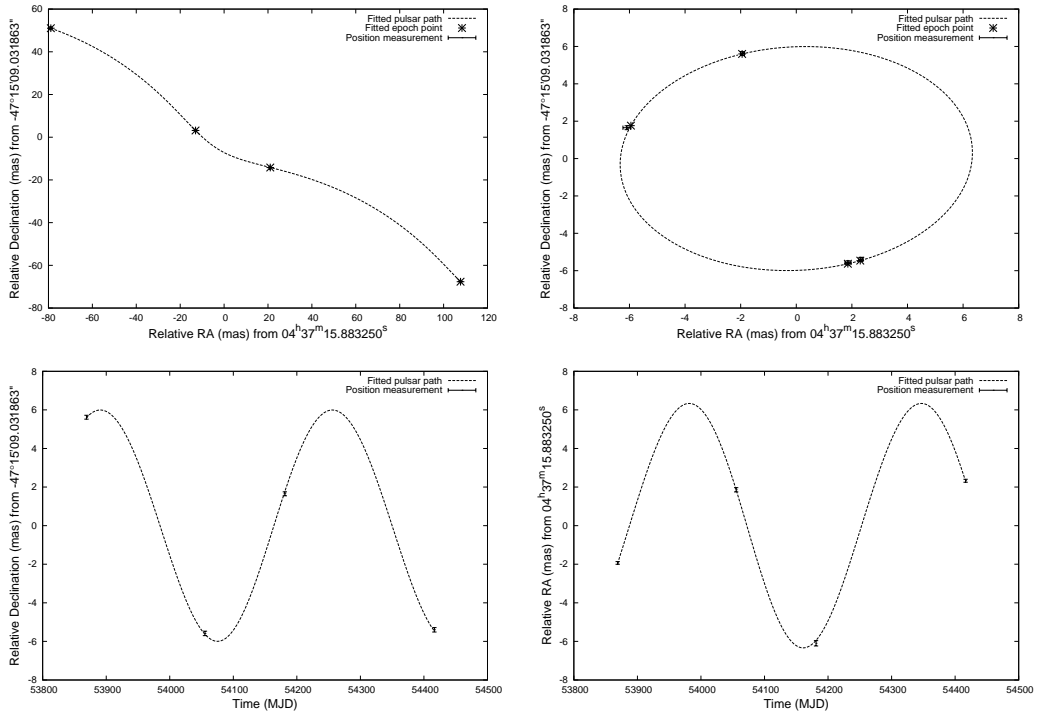 Relative Declination (mas) from -47°15'09.031863"
60
40
20
0
-20
-40
-60
-80
-80 -60 -40 -20 0 20 40 60 80 100 120
Relative RA (mas) from 04h37m15.883250s
Fitted pulsar path
Fitted epoch point
Position measurement
Relative Declination (mas) from -47°15'09.031863"
8
6
4
2
0
-2
-4
-6
-8
-8 -6 -4 -2 0 2 4 6 8
Relative RA (mas) from 04h37m15.883250s
Fitted pulsar path
Fitted epoch point
Position measurement
Relative Declination (mas) from -47°15'09.031863"
8
6
4
2
0
-2
-4
-6
-8
53800 53900 54000 54100 54200 54300 54400 54500
Time (MJD)
Fitted pulsar path
Position measurement
Relative RA (mas) from 04h37m15.883250s
8
6
4
2
0
-2
-4
-6
-8
53800 53900 54000 54100 54200 54300 54400 54500
Time (MJD)
Fitted pulsar path
Position measurement